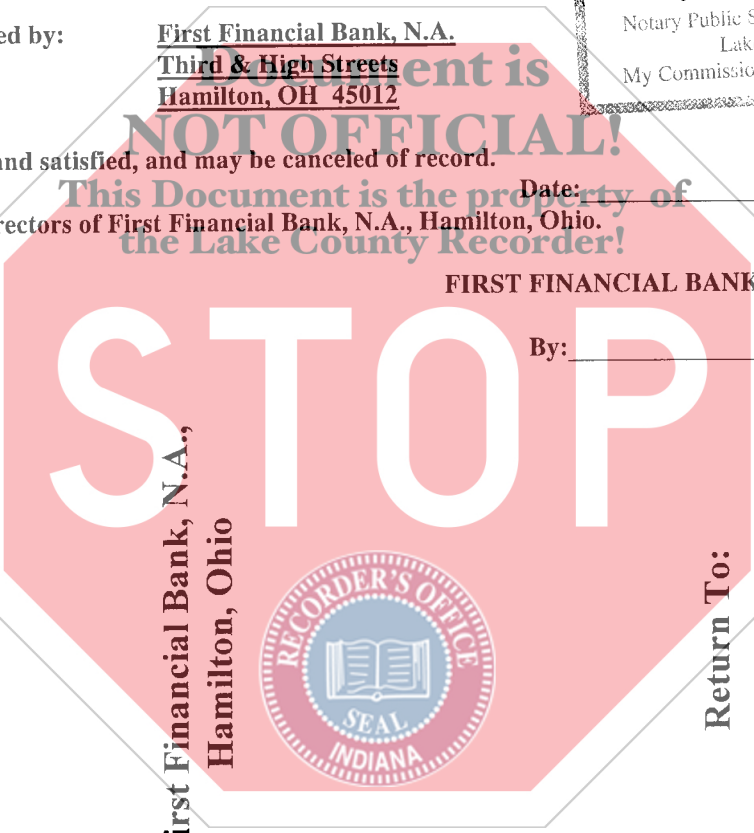 ed by: First Financial Bank, N.A.
Third & High Streets
Hamilton, OH 45012
Notary Public S
Lak
My Commissio
Document is
NOT OFFICIAL!
and satisfied, and may be canceled of record.
This Document is the property of
Date:
rectors of First Financial Bank, N.A., Hamilton, Ohio.
the Lake County Recorder!
FIRST FINANCIAL BANK
By:
STOP
irst Financial Bank, N.A.,
Hamilton, Ohio
Return To:
RECORDER'S OFFICE
SEAL
INDIANA